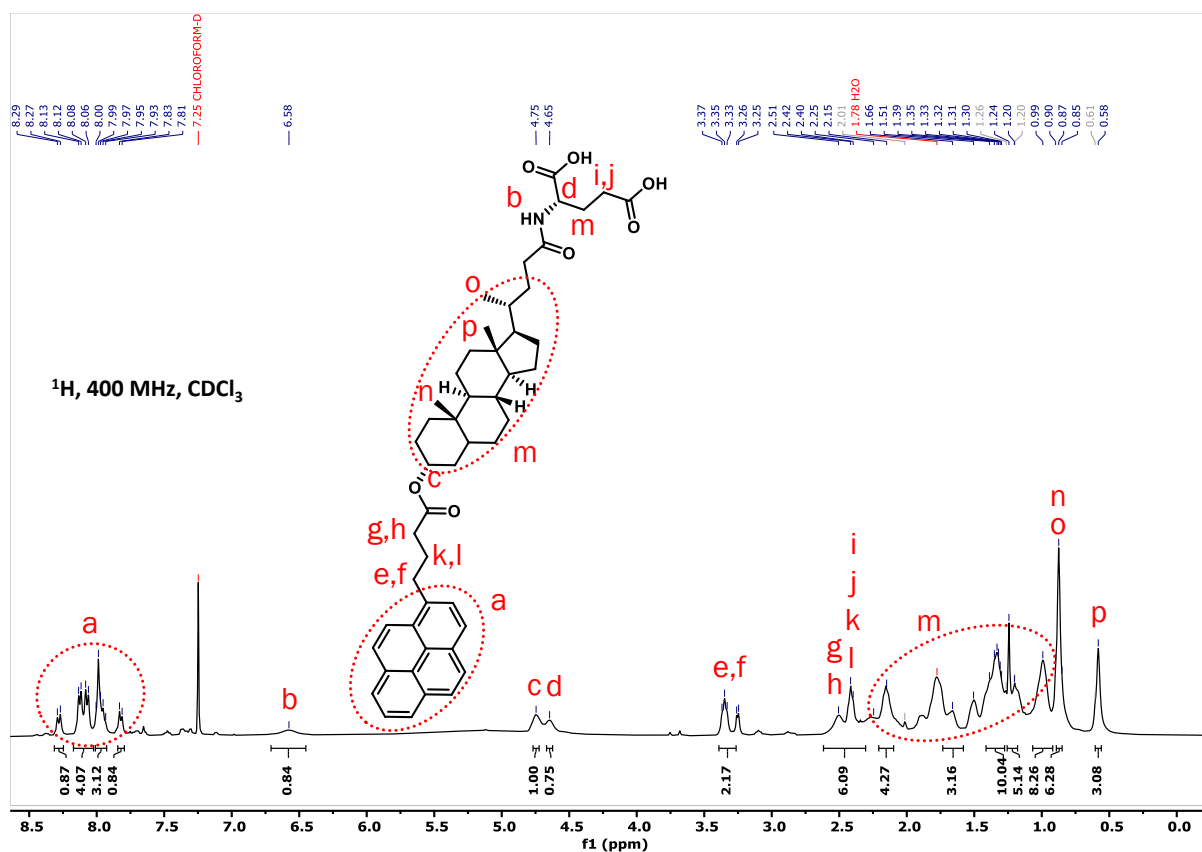 8.29
8.27
8.13
8.12
8.08
8.06
8.00
7.99
7.97
7.95
7.93
7.83
7.81
7.25 CHLOROFORM-D
6.58
4.75
4.65
3.37
3.35
3.33
3.26
3.25
2.51
2.42
2.40
2.25
2.15
2.01
1.78 H2O
1.66
1.51
1.39
1.35
1.33
1.32
1.31
1.30
1.26
1.24
1.20
1.20
0.99
0.90
0.87
0.85
0.61
0.58
OH
O
i,j
OH
b
d
HN
m
O
O
o
p
¹H, 400 MHz, CDCl₃
n
H
H
H
m
c
O
O
g,h
k,l
e,f
a
a
b
c d
e,f
g
h
i
j
k
l
m
n
o
p
0.87
4.07
3.12
0.84
0.84
1.00
0.75
2.17
6.09
4.27
3.16
10.04
5.14
8.26
6.28
3.08
8.5 8.0 7.5 7.0 6.5 6.0 5.5 5.0 4.5 4.0 3.5 3.0 2.5 2.0 1.5 1.0 0.5 0.0
f1 (ppm)